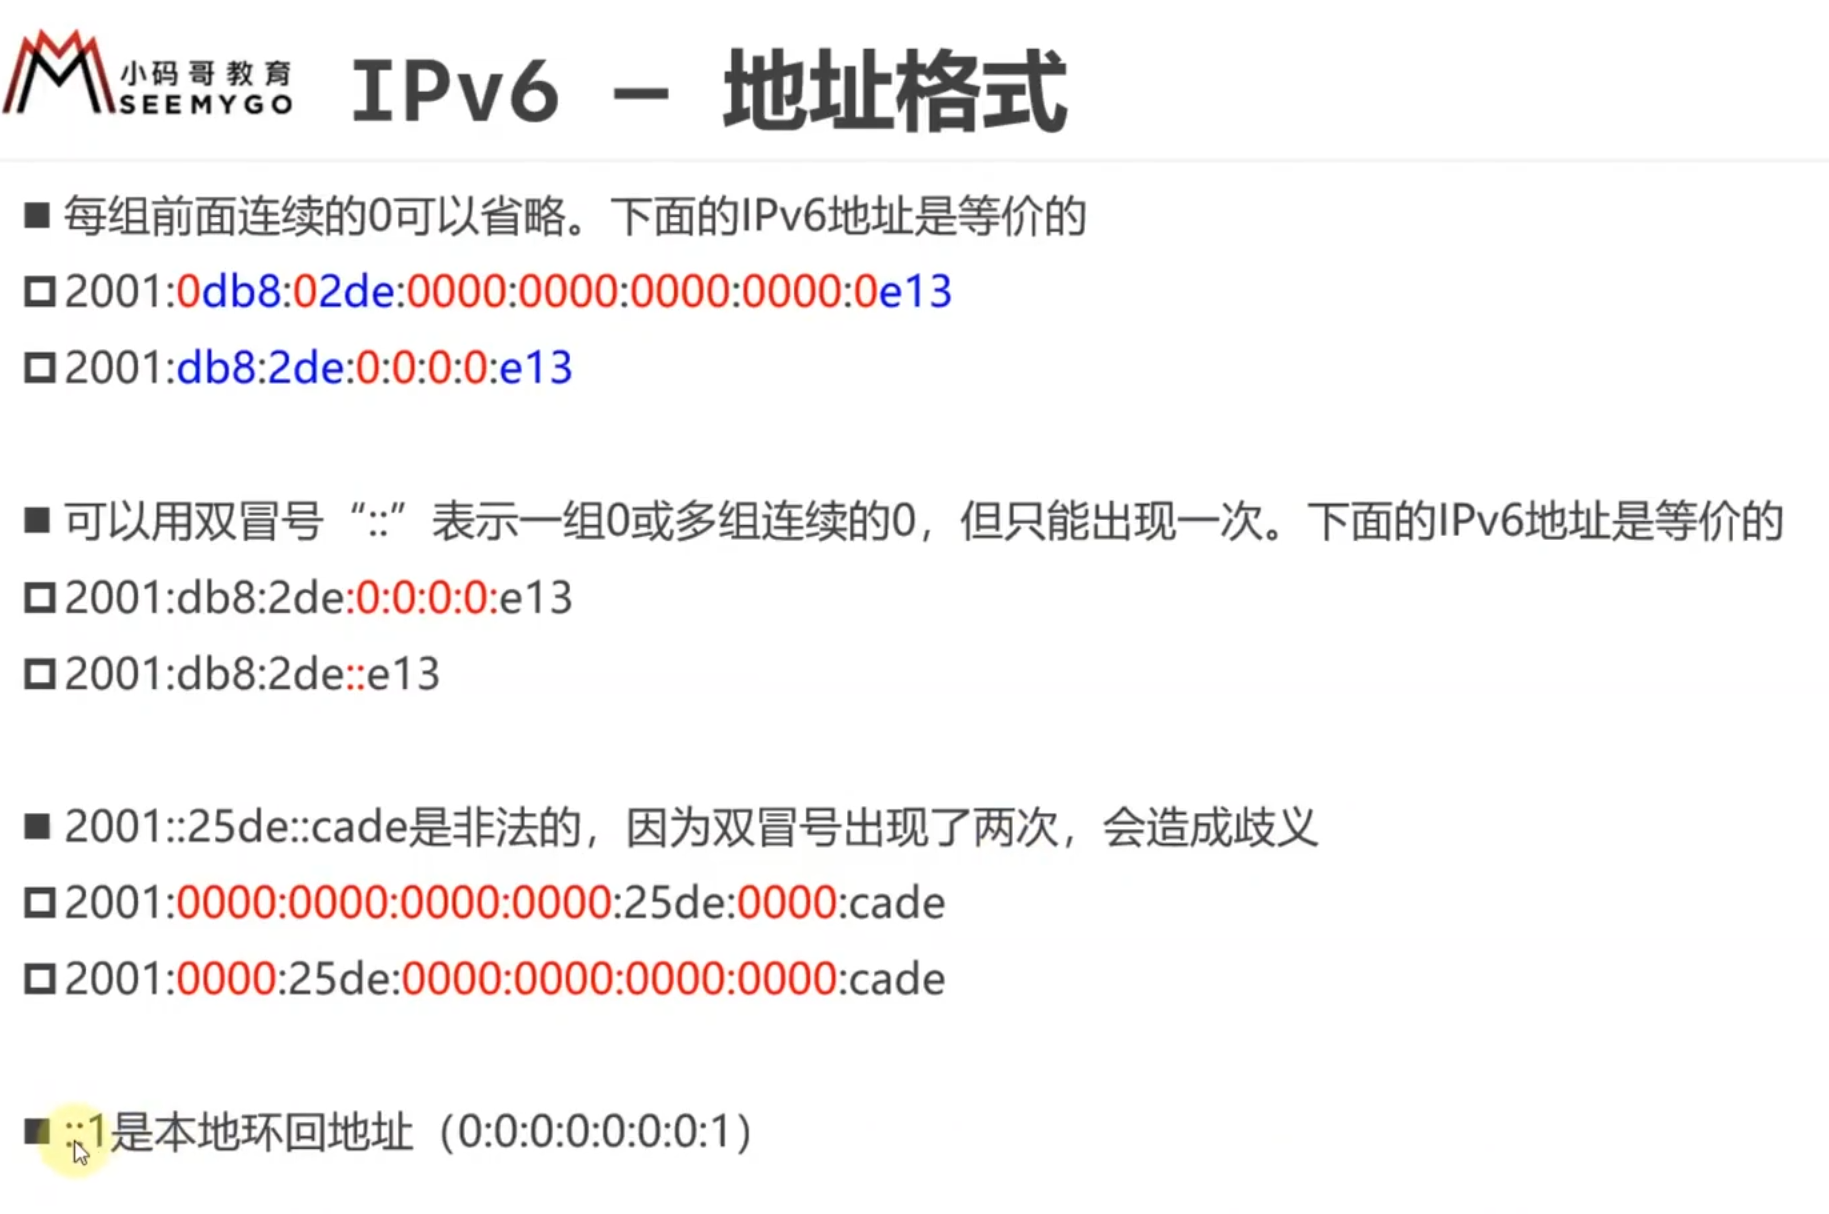 小码哥教育
SEEMYGO
IPv6 – 地址格式
每组前面连续的0可以省略。下面的IPv6地址是等价的
2001:0db8:02de:0000:0000:0000:0000:0e13
2001:db8:2de:0:0:0:0:e13
可以用双冒号“::”表示一组0或多组连续的0，但只能出现一次。下面的IPv6地址是等价的
2001:db8:2de:0:0:0:0:e13
2001:db8:2de::e13
2001::25de::cade是非法的，因为双冒号出现了两次，会造成歧义
2001:0000:0000:0000:0000:25de:0000:cade
2001:0000:25de:0000:0000:0000:0000:cade
::1是本地环回地址（0:0:0:0:0:0:0:1）